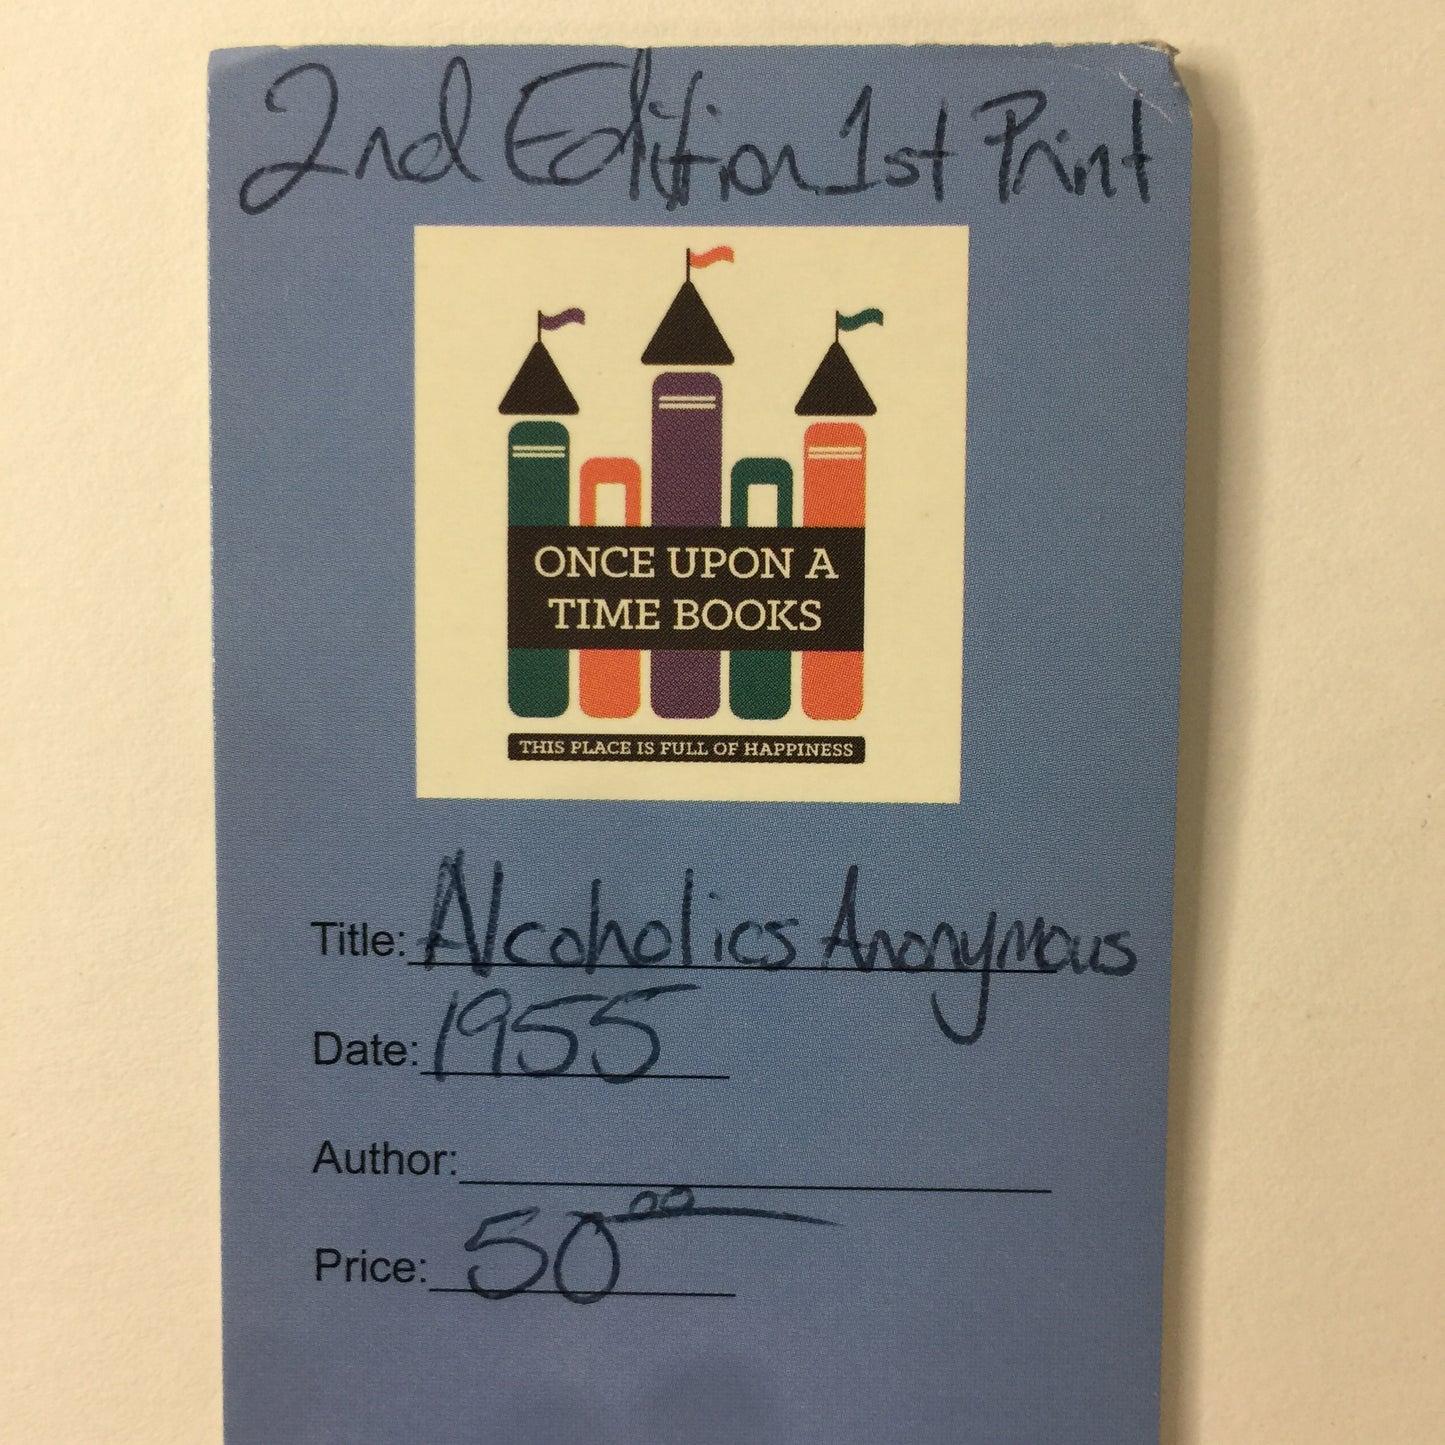 2nd Edition 1st Print
ONCE UPON A
TIME BOOKS
THIS PLACE IS FULL OF HAPPINESS
Title: Alcoholics Anonymous
Date: 1955
Author:
Price: 50 00